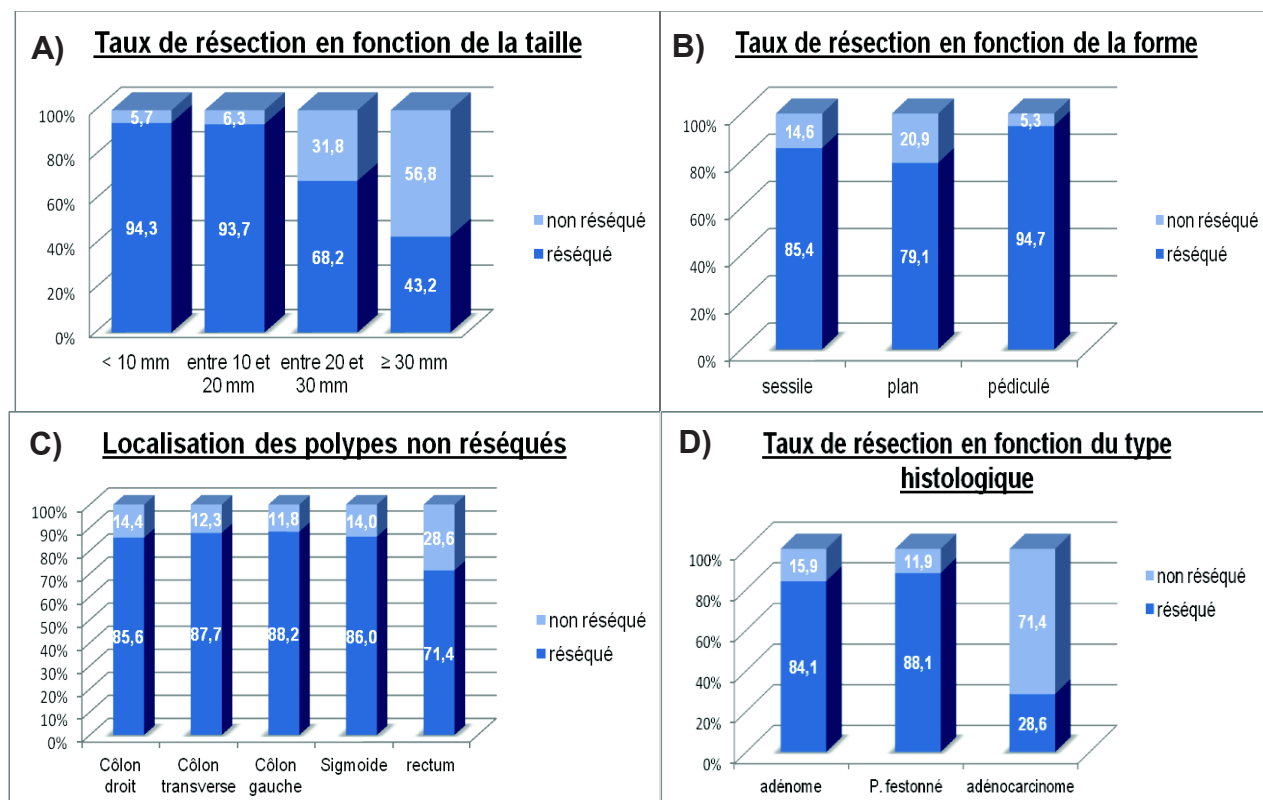 A) Taux de résection en fonction de la taille
100%
80%
60%
40%
20%
0%
5,7
6,3
31,8
56,8
94,3
93,7
68,2
43,2
non réséqué
réséqué
< 10 mm
entre 10 et
20 mm
entre 20 et
30 mm
≥ 30 mm
B) Taux de résection en fonction de la forme
100%
80%
60%
40%
20%
0%
14,6
20,9
5,3
85,4
79,1
94,7
non réséqué
réséqué
sessile
plan
pédiculé
C) Localisation des polypes non réséqués
100%
90%
80%
70%
60%
50%
40%
30%
20%
10%
0%
14,4
12,3
11,8
14,0
28,6
85,6
87,7
88,2
86,0
71,4
non réséqué
réséqué
Côlon
droit
Côlon
transverse
Côlon
gauche
Sigmoide
rectum
D) Taux de résection en fonction du type
histologique
100%
80%
60%
40%
20%
0%
15,9
11,9
71,4
84,1
88,1
28,6
non réséqué
réséqué
adénome
P. festonné
adénocarcinome